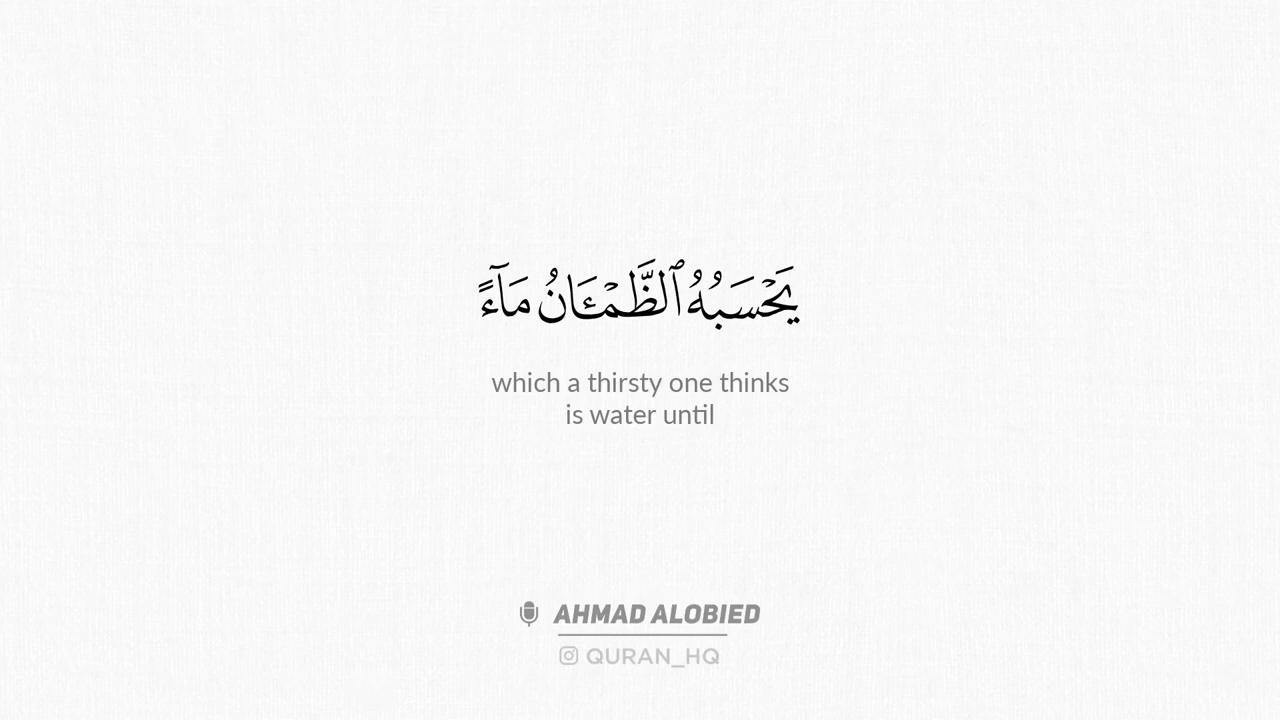 يَحْسَبُهُ ٱلظَّمْـَٔانُ مَآءً
which a thirsty one thinks
is water until
AHMAD ALOBIED
QURAN_HQ